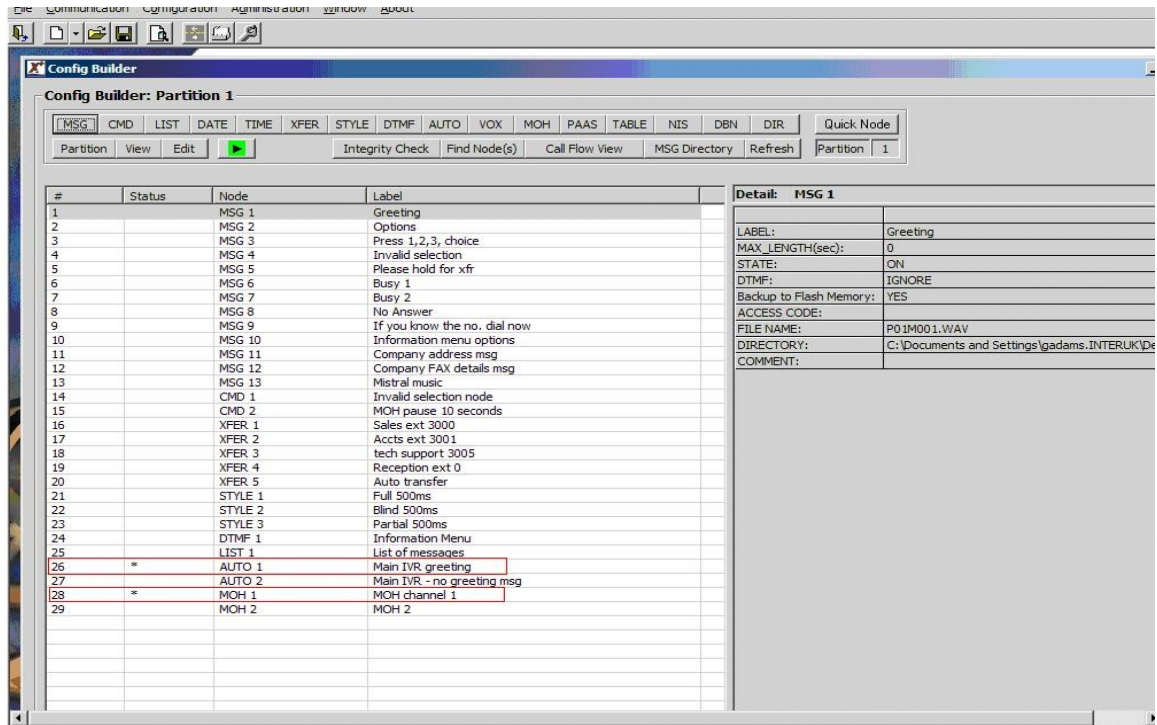 File Communication Configuration Administration Window About
Config Builder
Config Builder: Partition 1
MSG CMD LIST DATE TIME XFER STYLE DTMF AUTO VOX MOH PAAS TABLE NIS DBN DIR Quick Node
Partition View Edit Integrity Check Find Node(s) Call Flow View MSG Directory Refresh Partition 1
# Status Node Label
1 MSG 1 Greeting
2 MSG 2 Options
3 MSG 3 Press 1,2,3, choice
4 MSG 4 Invalid selection
5 MSG 5 Please hold for xfr
6 MSG 6 Busy 1
7 MSG 7 Busy 2
8 MSG 8 No Answer
9 MSG 9 If you know the no. dial now
10 MSG 10 Information menu options
11 MSG 11 Company address msg
12 MSG 12 Company FAX details msg
13 MSG 13 Mistral music
14 CMD 1 Invalid selection node
15 CMD 2 MOH pause 10 seconds
16 XFER 1 Sales ext 3000
17 XFER 2 Accts ext 3001
18 XFER 3 tech support 3005
19 XFER 4 Reception ext 0
20 XFER 5 Auto transfer
21 STYLE 1 Full 500ms
22 STYLE 2 Blind 500ms
23 STYLE 3 Partial 500ms
24 DTMF 1 Information Menu
25 LIST 1 List of messages
26 * AUTO 1 Main IVR greeting
27 AUTO 2 Main IVR - no greeting msg
28 * MOH 1 MOH channel 1
29 MOH 2 MOH 2
Detail: MSG 1
LABEL: Greeting
MAX_LENGTH(sec): 0
STATE: ON
DTMF: IGNORE
Backup to Flash Memory: YES
ACCESS CODE:
FILE NAME: P01M001.WAV
DIRECTORY: C:\Documents and Settings\gadams.INTERUK\De
COMMENT: